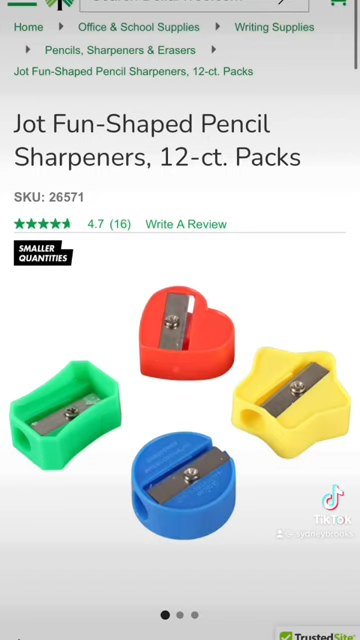 Home Office & School Supplies Writing Supplies
Pencils, Sharpeners & Erasers
Jot Fun-Shaped Pencil Sharpeners, 12-ct. Packs
Jot Fun-Shaped Pencil
Sharpeners, 12-ct. Packs
SKU: 26571
4.7 (16) Write A Review
SMALLER
QUANTITIES
TikTok
TrustedSite